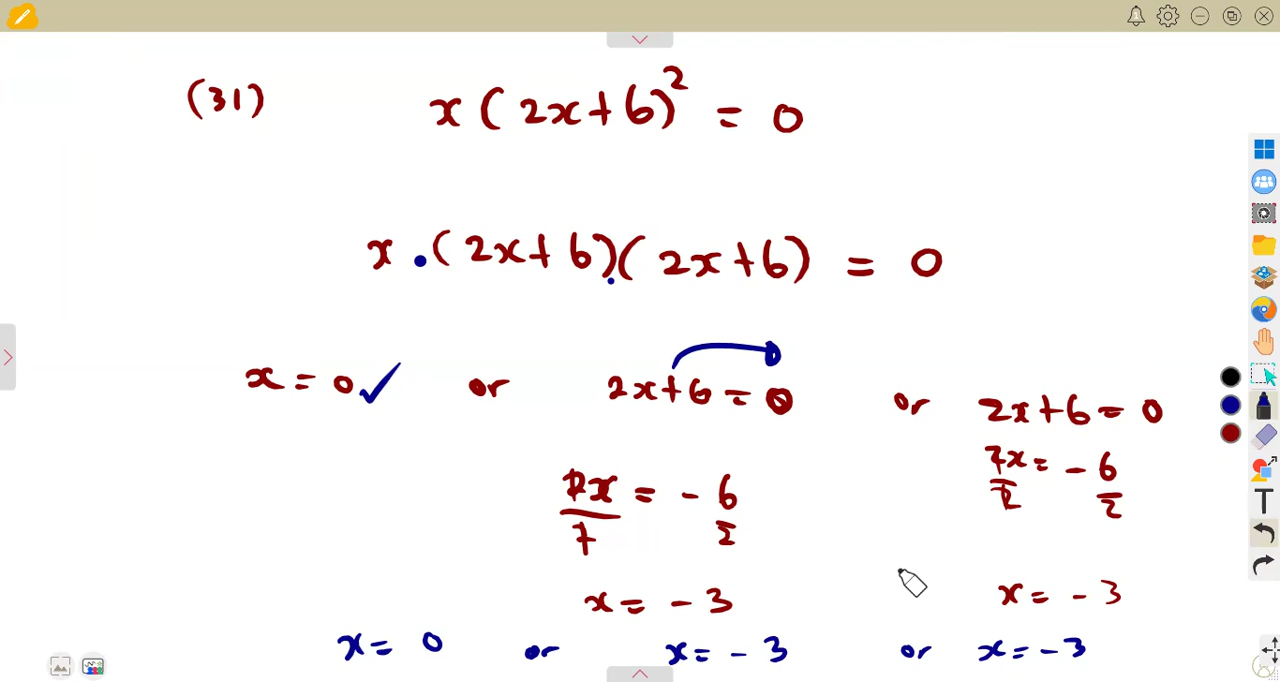 (31) x(2x+6)² = 0
x.(2x+6).(2x+6) = 0
x = 0 ✓ or 2x+6 = 0 or 2x+6 = 0
2x/2 = -6/2 2x/2 = -6/2
x = -3 x = -3
x = 0 or x = -3 or x = -3
T